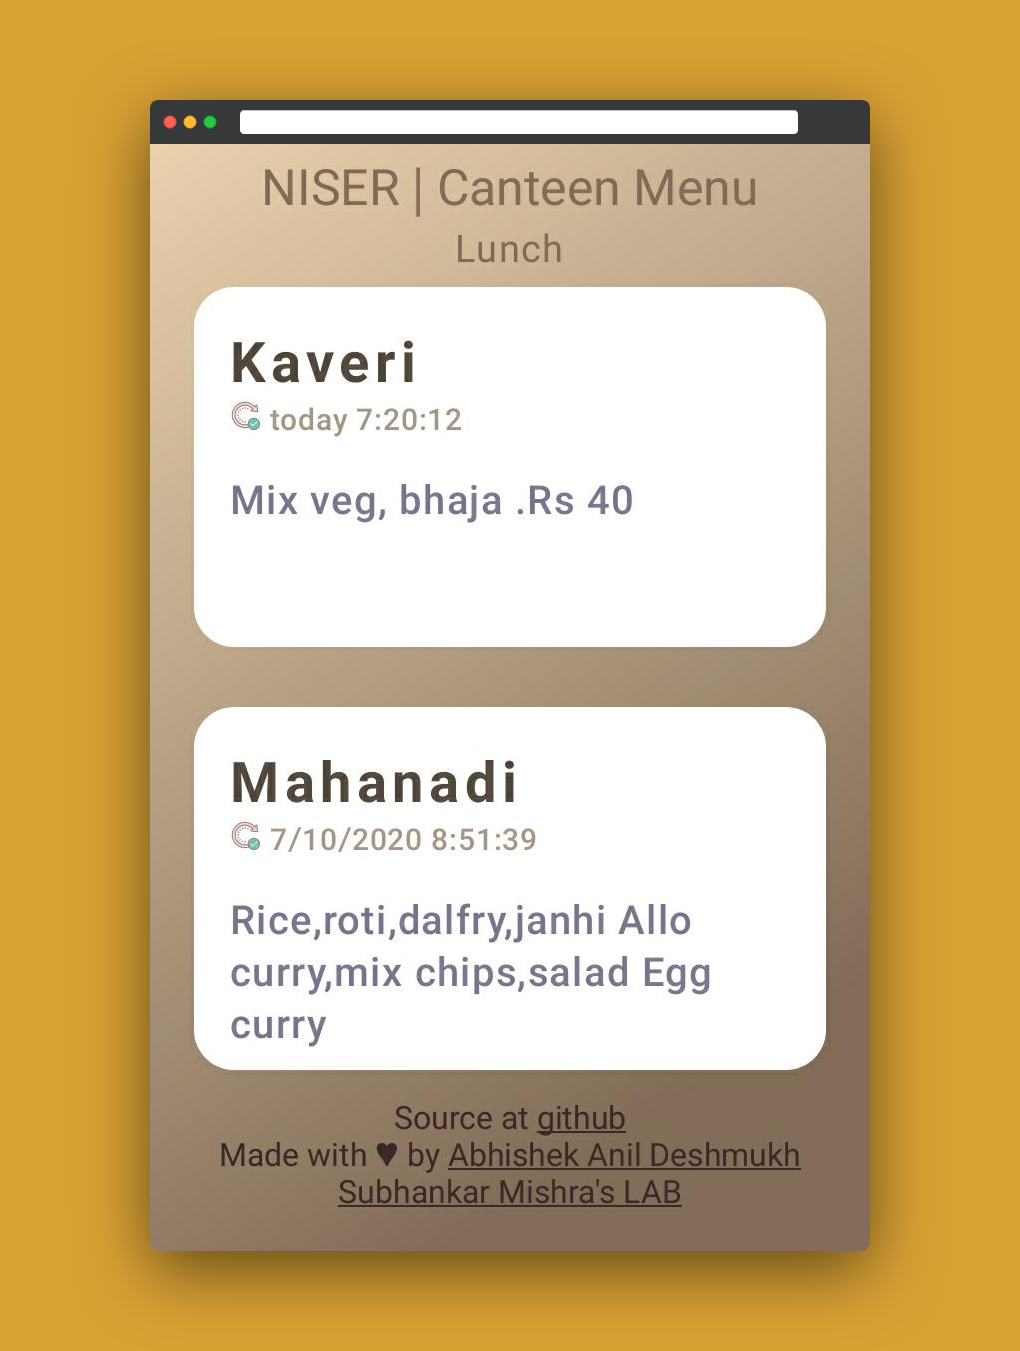 NISER | Canteen Menu
Lunch
Kaveri
today 7:20:12
Mix veg, bhaja .Rs 40
Mahanadi
7/10/2020 8:51:39
Rice,roti,dalfry,janhi Allo
curry,mix chips,salad Egg
curry
Source at github
Made with ♥ by Abhishek Anil Deshmukh
Subhankar Mishra's LAB